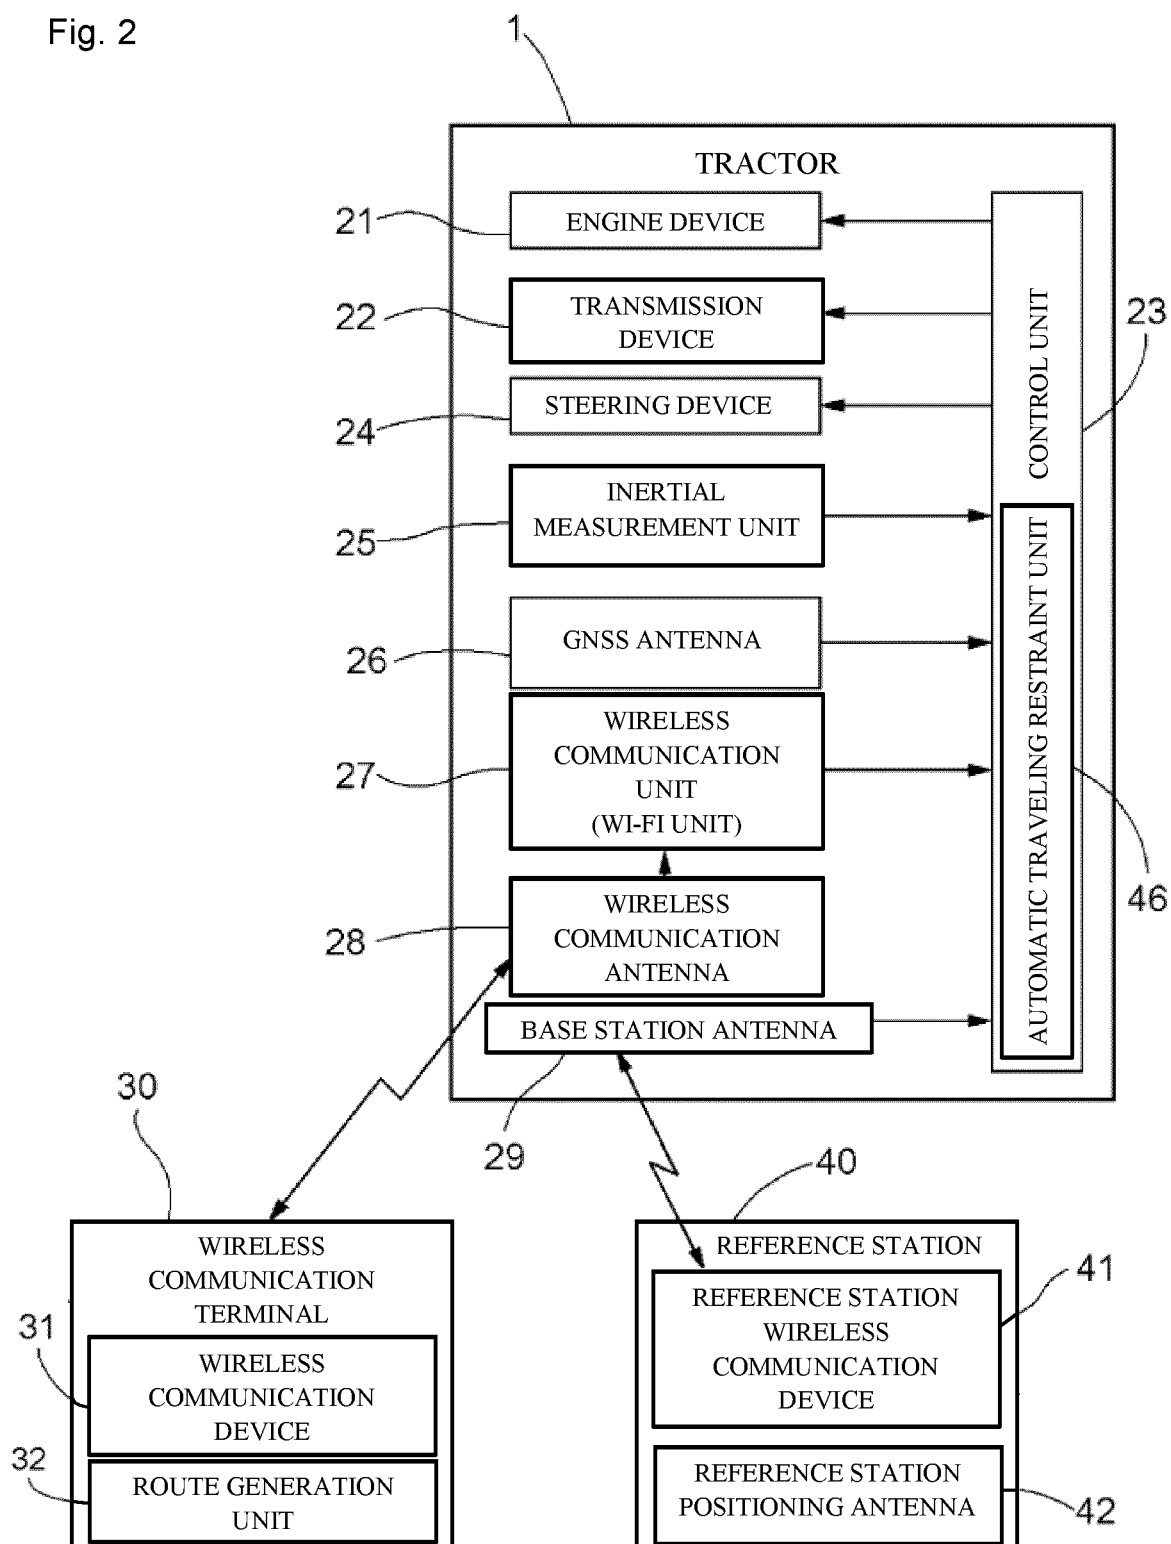 Fig. 2
1
TRACTOR
21
ENGINE DEVICE
22
TRANSMISSION
DEVICE
24
STEERING DEVICE
25
INERTIAL
MEASUREMENT UNIT
26
GNSS ANTENNA
27
WIRELESS
COMMUNICATION
UNIT
(WI-FI UNIT)
28
WIRELESS
COMMUNICATION
ANTENNA
BASE STATION ANTENNA
29
CONTROL UNIT
23
AUTOMATIC TRAVELING RESTRAINT UNIT
46
30
WIRELESS
COMMUNICATION
TERMINAL
31
WIRELESS
COMMUNICATION
DEVICE
32
ROUTE GENERATION
UNIT
40
REFERENCE STATION
41
REFERENCE STATION
WIRELESS
COMMUNICATION
DEVICE
REFERENCE STATION
POSITIONING ANTENNA
42